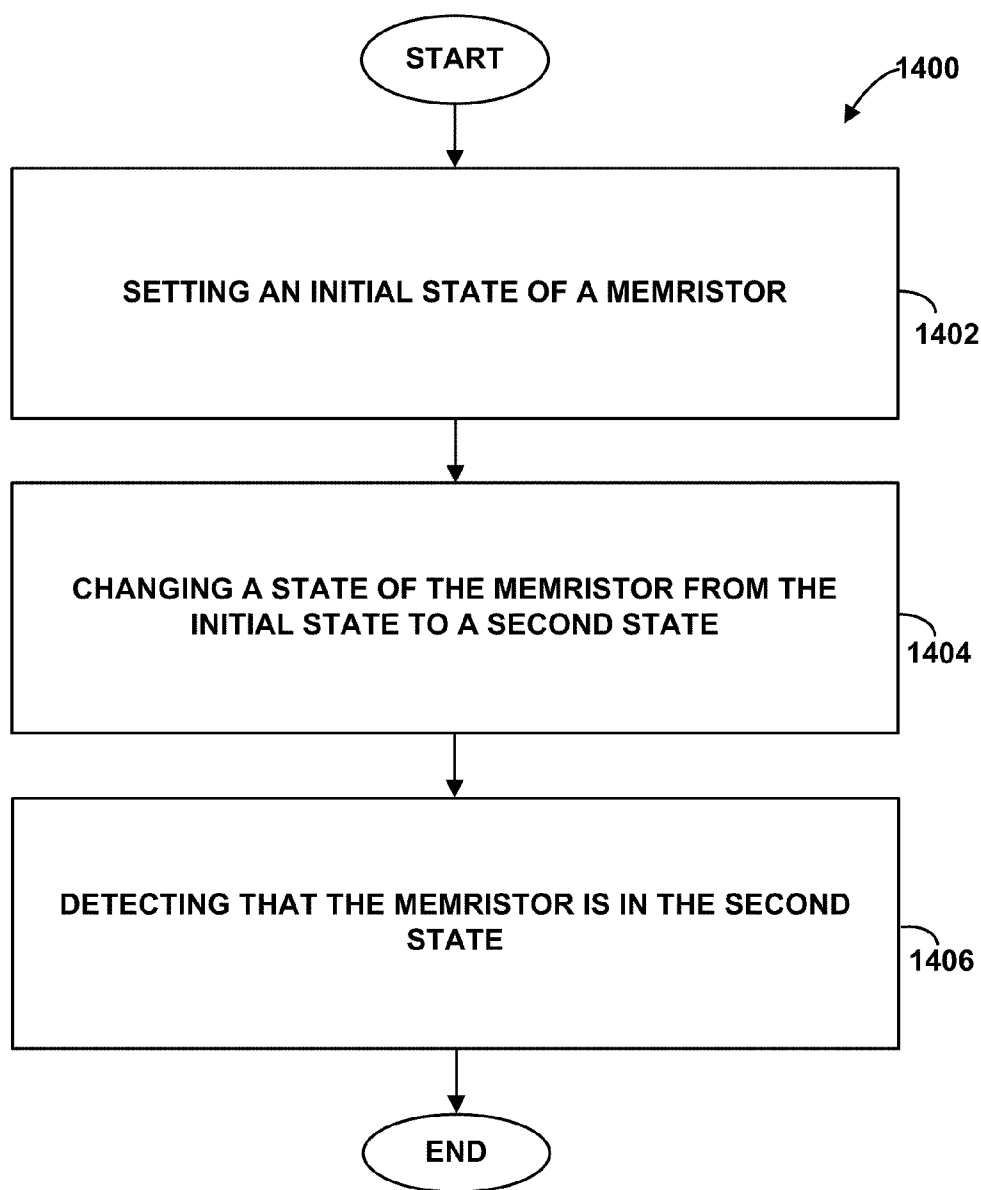 START
1400
SETTING AN INITIAL STATE OF A MEMRISTOR
1402
CHANGING A STATE OF THE MEMRISTOR FROM THE
INITIAL STATE TO A SECOND STATE
1404
DETECTING THAT THE MEMRISTOR IS IN THE SECOND
STATE
1406
END